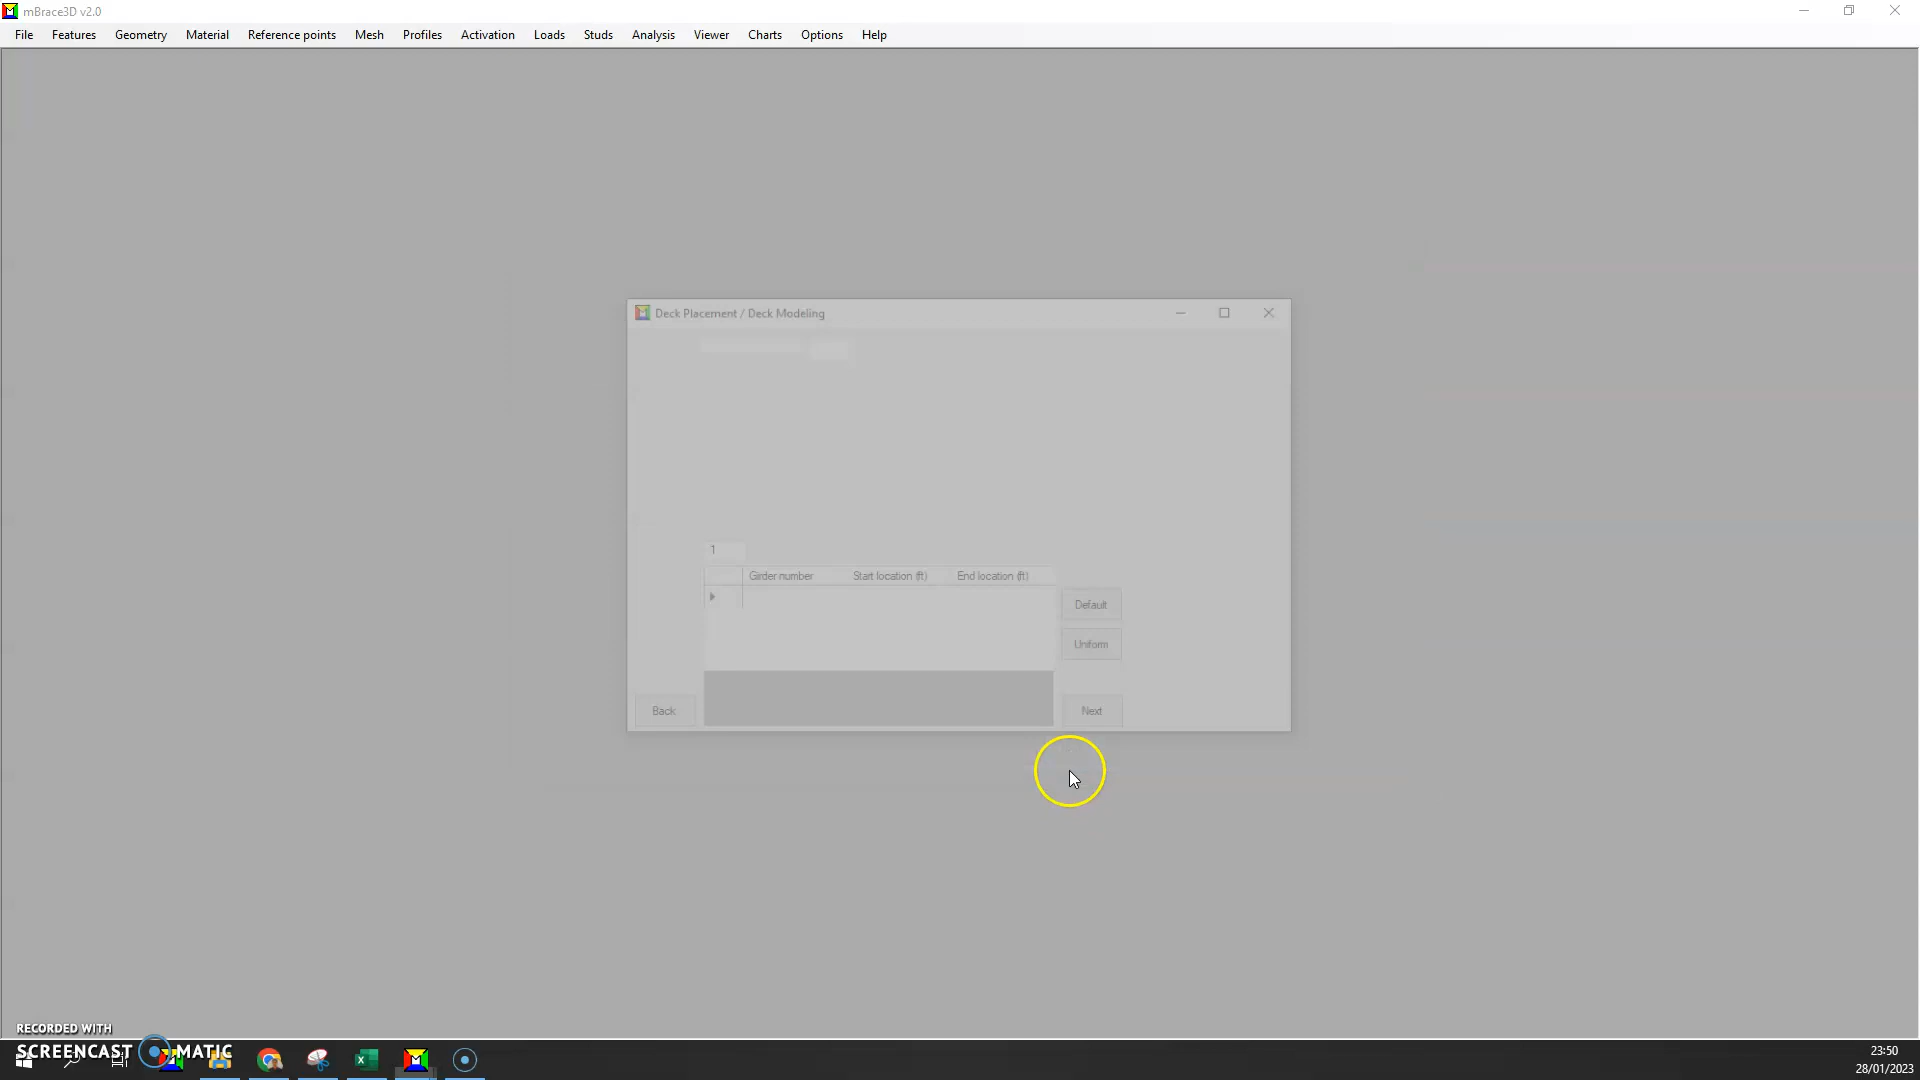 mBrace3D v2.0
File Features Geometry Material Reference points Mesh Profiles Activation Loads Studs Analysis Viewer Charts Options Help
Deck Placement / Deck Modeling
1
Girder number Start location (ft) End location (ft)
Default
Uniform
Back Next
RECORDED WITH
SCREENCAST MATIC
23:50
28/01/2023